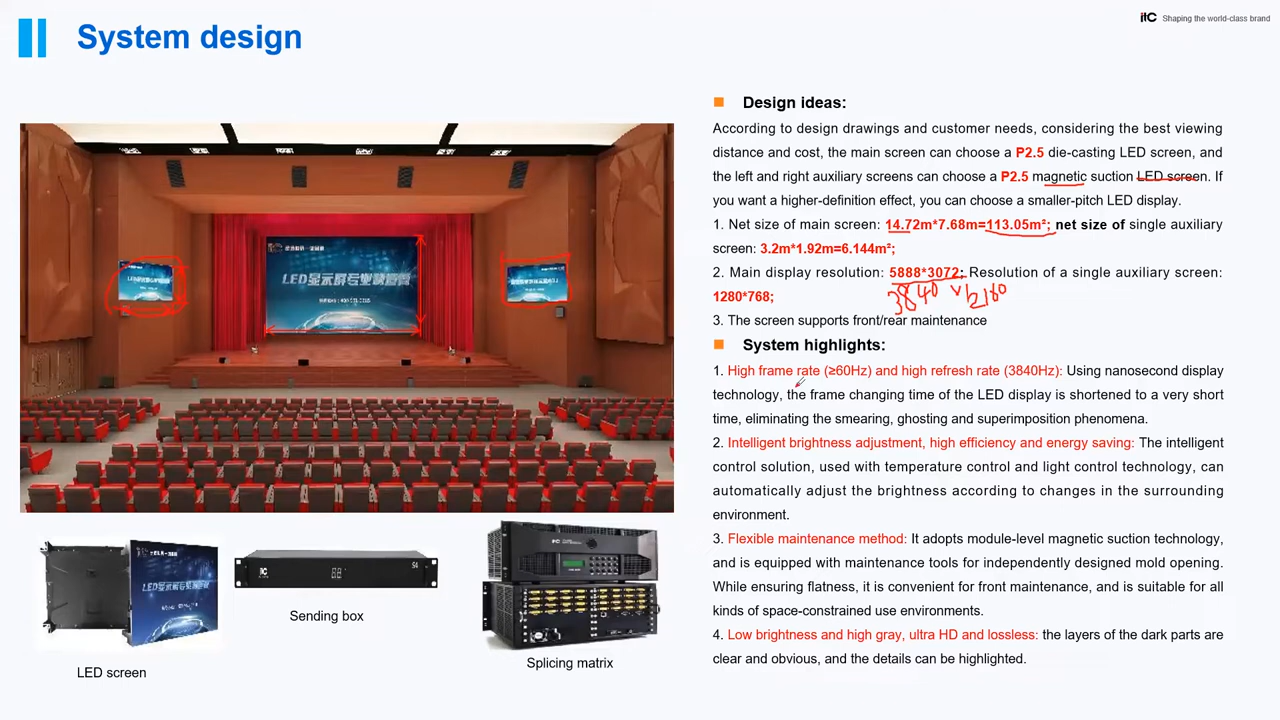 System design
itC Shaping the world-class brand
Design ideas:
According to design drawings and customer needs, considering the best viewing
distance and cost, the main screen can choose a P2.5 die-casting LED screen, and
the left and right auxiliary screens can choose a P2.5 magnetic suction LED screen. If
you want a higher-definition effect, you can choose a smaller-pitch LED display.
1. Net size of main screen: 14.72m*7.68m=113.05m²; net size of single auxiliary
screen: 3.2m*1.92m=6.144m²;
2. Main display resolution: 5888*3072; Resolution of a single auxiliary screen:
1280*768;
3840 x 2160
3. The screen supports front/rear maintenance
System highlights:
1. High frame rate (≥60Hz) and high refresh rate (3840Hz): Using nanosecond display
technology, the frame changing time of the LED display is shortened to a very short
time, eliminating the smearing, ghosting and superimposition phenomena.
2. Intelligent brightness adjustment, high efficiency and energy saving: The intelligent
control solution, used with temperature control and light control technology, can
automatically adjust the brightness according to changes in the surrounding
environment.
3. Flexible maintenance method: It adopts module-level magnetic suction technology,
and is equipped with maintenance tools for independently designed mold opening.
While ensuring flatness, it is convenient for front maintenance, and is suitable for all
kinds of space-constrained use environments.
4. Low brightness and high gray, ultra HD and lossless: the layers of the dark parts are
clear and obvious, and the details can be highlighted.
LED screen
Sending box
Splicing matrix